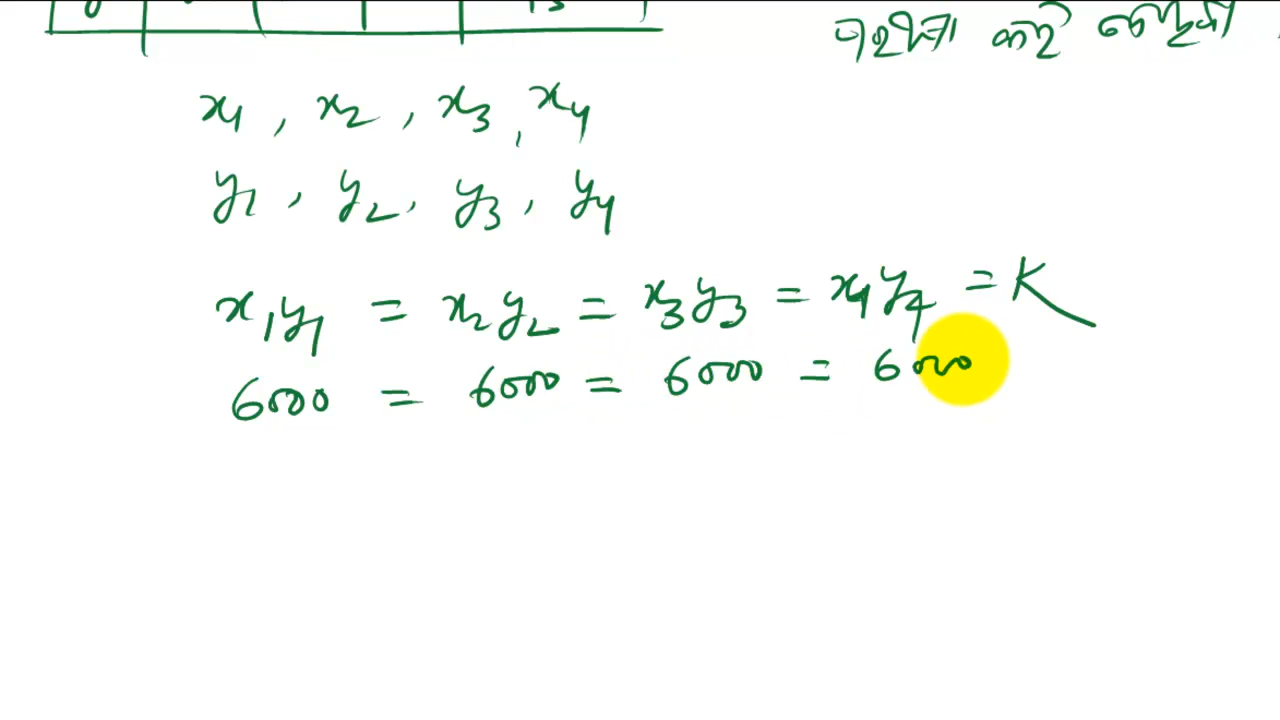 x₁ , x₂ , x₃ , x₄
y₁ , y₂ , y₃ , y₄
x₁y₁ = x₂y₂ = x₃y₃ = x₄y₄ = K
6000 = 6000 = 6000 = 6000